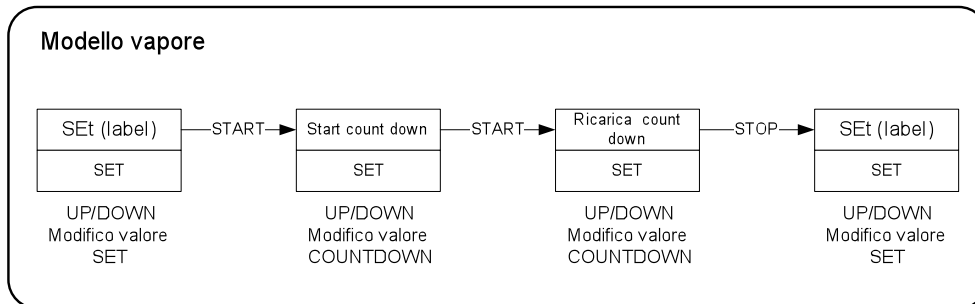 Modello vapore
SEt (label)
START
Start count down
START
Ricarica count
down
STOP
SEt (label)
SET
SET
SET
SET
UP/DOWN
Modifico valore
SET
UP/DOWN
Modifico valore
COUNTDOWN
UP/DOWN
Modifico valore
COUNTDOWN
UP/DOWN
Modifico valore
SET